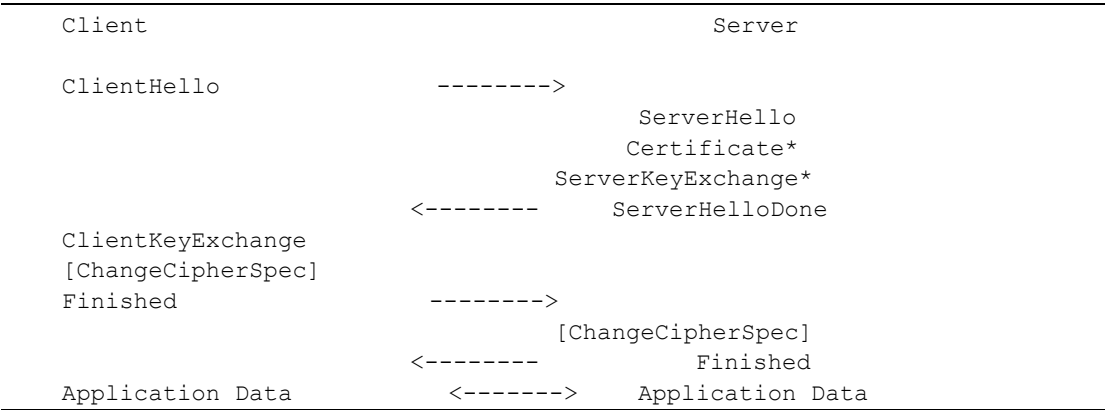 Client Server
ClientHello -------->
ServerHello
Certificate*
ServerKeyExchange*
<-------- ServerHelloDone
ClientKeyExchange
[ChangeCipherSpec]
Finished -------->
[ChangeCipherSpec]
<-------- Finished
Application Data <-------> Application Data